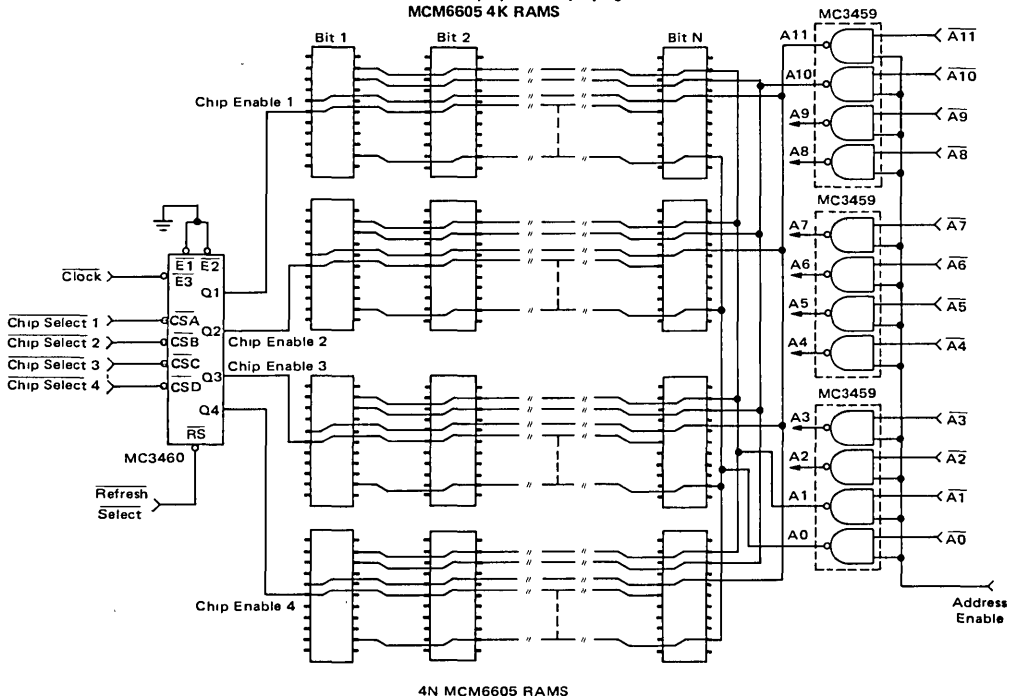 MCM6605 4K RAMS
MC3459
Bit 1
Bit 2
Bit N
A11
A11
A10
A10
Chip Enable 1
A9
A9
A8
A8
MC3459
A7
A7
A6
A6
E1 E2
Clock
E3
Q1
A5
A5
Chip Select 1
CSA
Q2
A4
A4
Chip Select 2
CSB
Chip Enable 2
Chip Select 3
CSC
Q3
Chip Enable 3
Chip Select 4
CSD
MC3459
Q4
A3
A3
RS
A2
A2
MC3460
Refresh
Select
A1
A1
A0
A0
Chip Enable 4
Address
Enable
4N MCM6605 RAMS